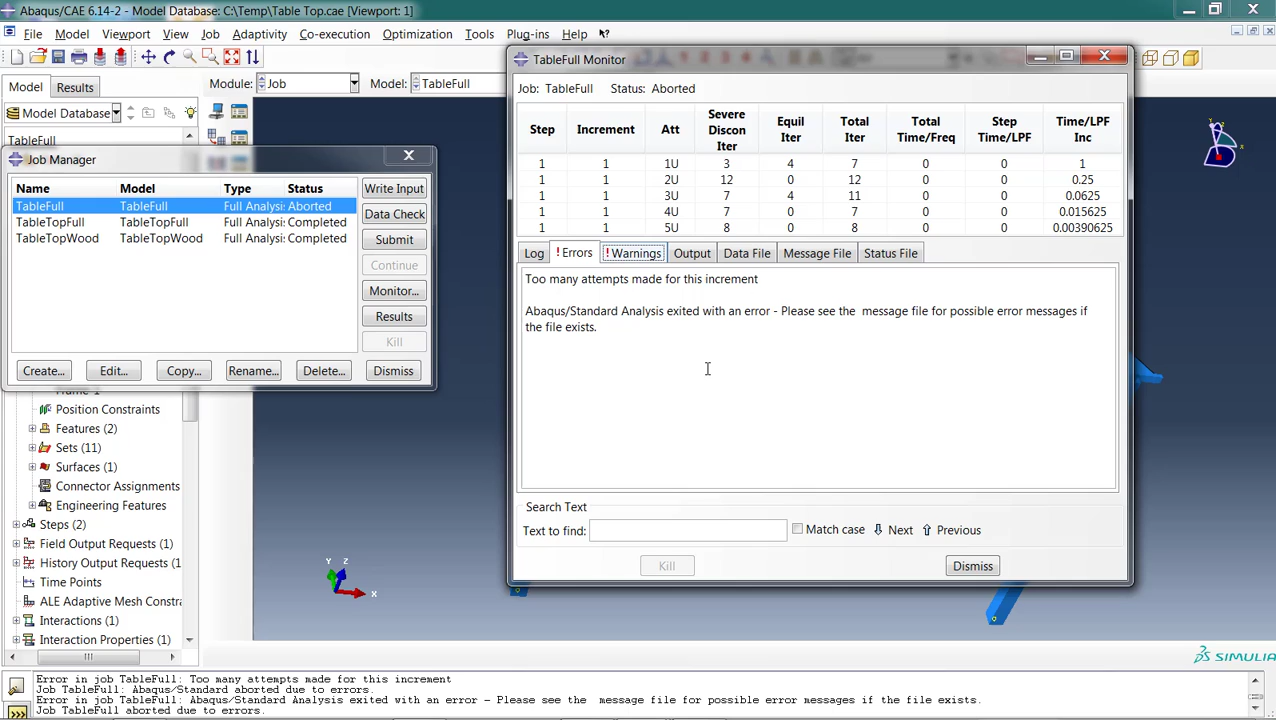 Abaqus/CAE 6.14-2 - Model Database: C:\Temp\Table Top.cae [Viewport: 1]
File Model Viewport View Job Adaptivity Co-execution Optimization Tools Plug-ins Help
Model Results
Module: Job Model: TableFull
Model Database
TableFull
Job Manager
Name Model Type Status
TableFull TableFull Full Analysi: Aborted
TableTopFull TableTopFull Full Analysi: Completed
TableTopWood TableTopWood Full Analysi: Completed
Write Input
Data Check
Submit
Continue
Monitor...
Results
Kill
Create... Edit... Copy... Rename... Delete... Dismiss
Position Constraints
Features (2)
Sets (11)
Surfaces (1)
Connector Assignments
Engineering Features
Steps (2)
Field Output Requests (1)
History Output Requests (1)
Time Points
ALE Adaptive Mesh Constra
Interactions (1)
Interaction Properties (1)
TableFull Monitor
Job: TableFull Status: Aborted
Step Increment Att Severe Discon Iter Equil Iter Total Iter Total Time/Freq Step Time/LPF Time/LPF Inc
1 1 1U 3 4 7 0 0 1
1 1 2U 12 0 12 0 0 0.25
1 1 3U 7 4 11 0 0 0.0625
1 1 4U 7 0 7 0 0 0.015625
1 1 5U 8 0 8 0 0 0.00390625
Log ! Errors ! Warnings Output Data File Message File Status File
Too many attempts made for this increment
Abaqus/Standard Analysis exited with an error - Please see the message file for possible error messages if
the file exists.
Search Text
Text to find: Match case Next Previous
Kill Dismiss
Y Z
X
SIMULIA
Error in job TableFull: Too many attempts made for this increment
Job TableFull: Abaqus/Standard aborted due to errors.
Error in job TableFull: Abaqus/Standard Analysis exited with an error - Please see the message file for possible error messages if the file exists.
Job TableFull aborted due to errors.